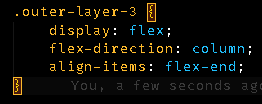 .outer-layer-3 {
    display: flex;
    flex-direction: column;
    align-items: flex-end;
}        You, a few seconds ago